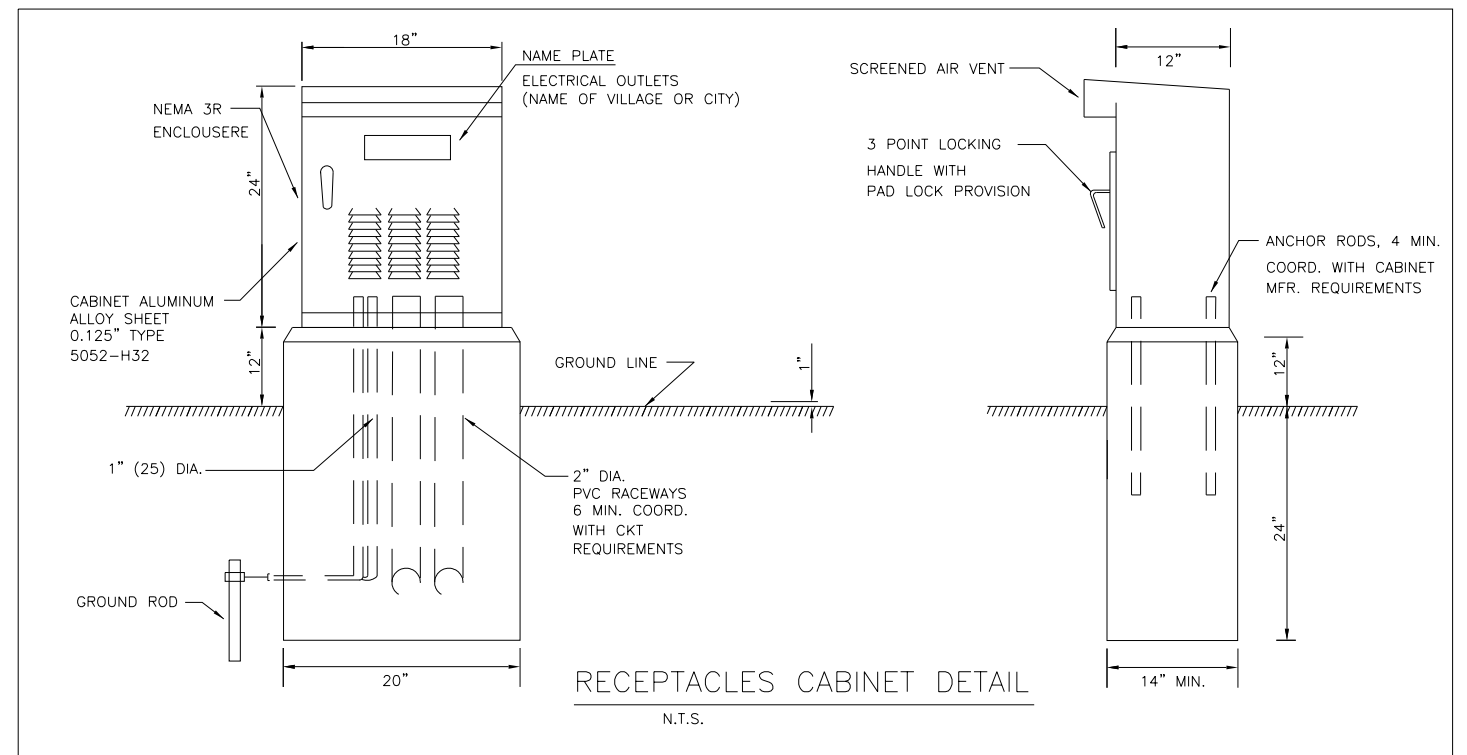 18"
NAME PLATE
ELECTRICAL OUTLETS
(NAME OF VILLAGE OR CITY)
NEMA 3R
ENCLOUSERE
24"
CABINET ALUMINUM
ALLOY SHEET
0.125" TYPE
5052-H32
12"
GROUND LINE
1"
1" (25) DIA.
2" DIA.
PVC RACEWAYS
6 MIN. COORD.
WITH CKT
REQUIREMENTS
GROUND ROD
20"
12"
SCREENED AIR VENT
3 POINT LOCKING
HANDLE WITH
PAD LOCK PROVISION
ANCHOR RODS, 4 MIN.
COORD. WITH CABINET
MFR. REQUIREMENTS
12"
24"
14" MIN.
RECEPTACLES CABINET DETAIL
N.T.S.